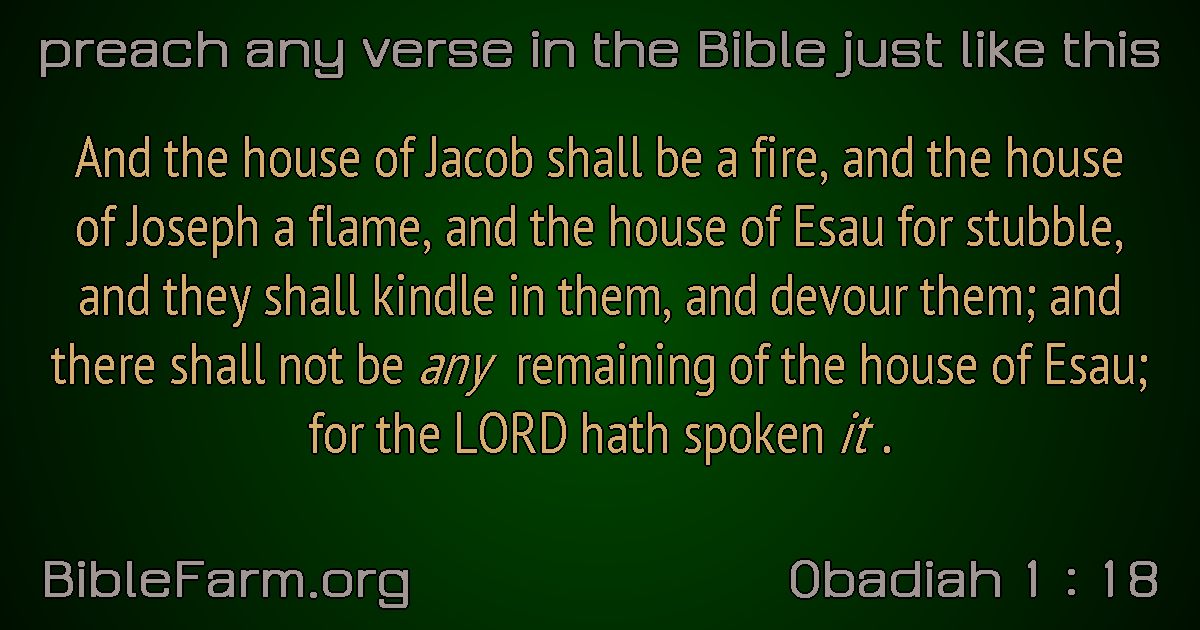 preach any verse in the Bible just like this
And the house of Jacob shall be a fire, and the house
of Joseph a flame, and the house of Esau for stubble,
and they shall kindle in them, and devour them; and
there shall not be any remaining of the house of Esau;
for the LORD hath spoken it .
BibleFarm.org
Obadiah 1 : 18